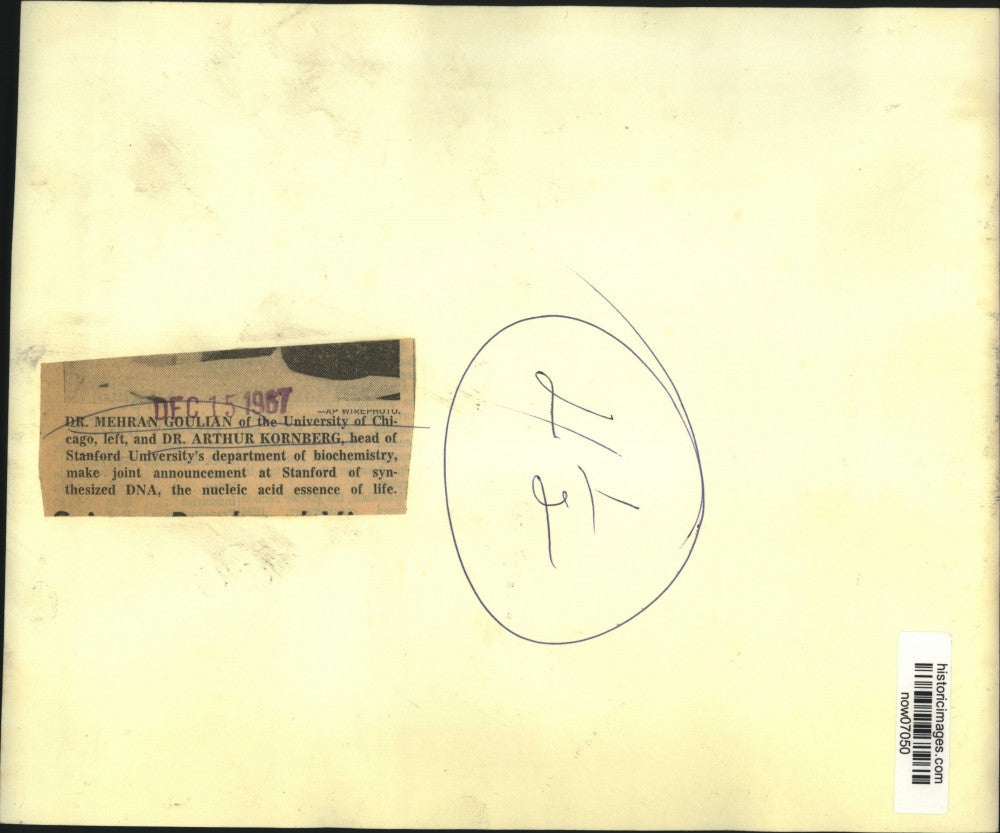 DEC 15 1967
—AP WIREPHOTO.
DR. MEHRAN GOULIAN of the University of Chi-
cago, left, and DR. ARTHUR KORNBERG, head of
Stanford University's department of biochemistry,
make joint announcement at Stanford of syn-
thesized DNA, the nucleic acid essence of life.
historicimages.com
now07050